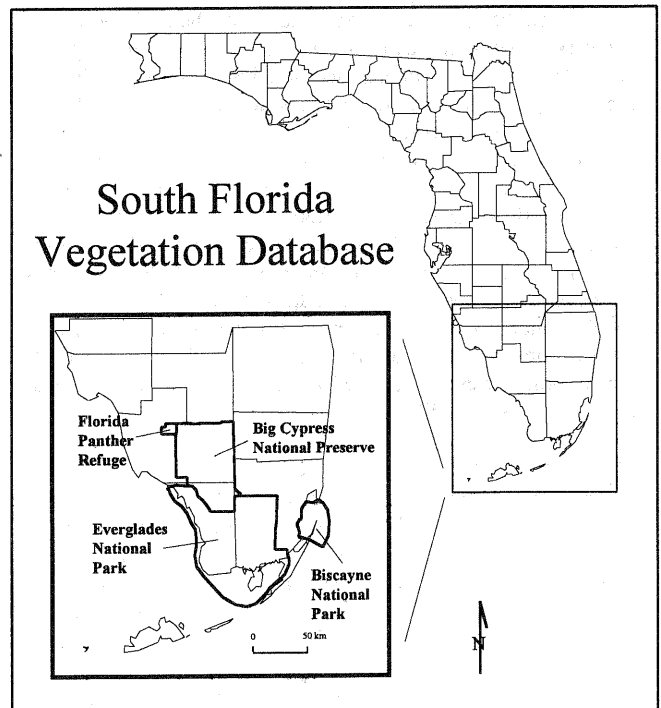 South Florida
Vegetation Database
Florida
Panther
Refuge
Big Cypress
National Preserve
Everglades
National
Park
Biscayne
National
Park
0 50 km
N